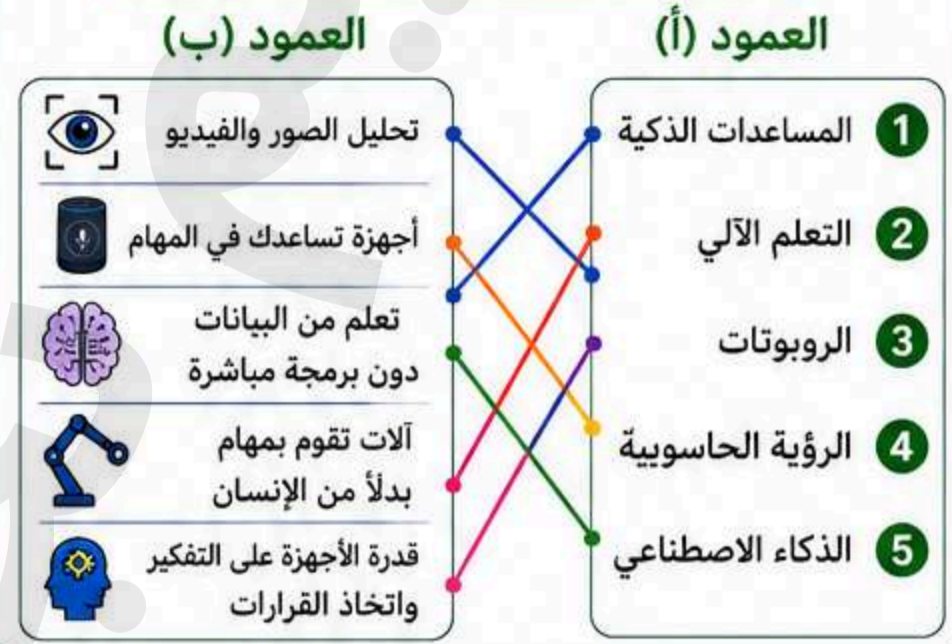 العمود (أ)
1 المساعدات الذكية
2 التعلم الآلي
3 الروبوتات
4 الرؤية الحاسوبية
5 الذكاء الاصطناعي
العمود (ب)
تحليل الصور والفيديو
أجهزة تساعدك في المهام
تعلم من البيانات
دون برمجة مباشرة
آلات تقوم بمهام
بدلًأ من الإنسان
قدرة الأجهزة على التفكير
واتخاذ القرارات